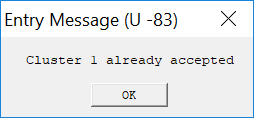 Entry Message (U -83)
Cluster 1 already accepted
OK